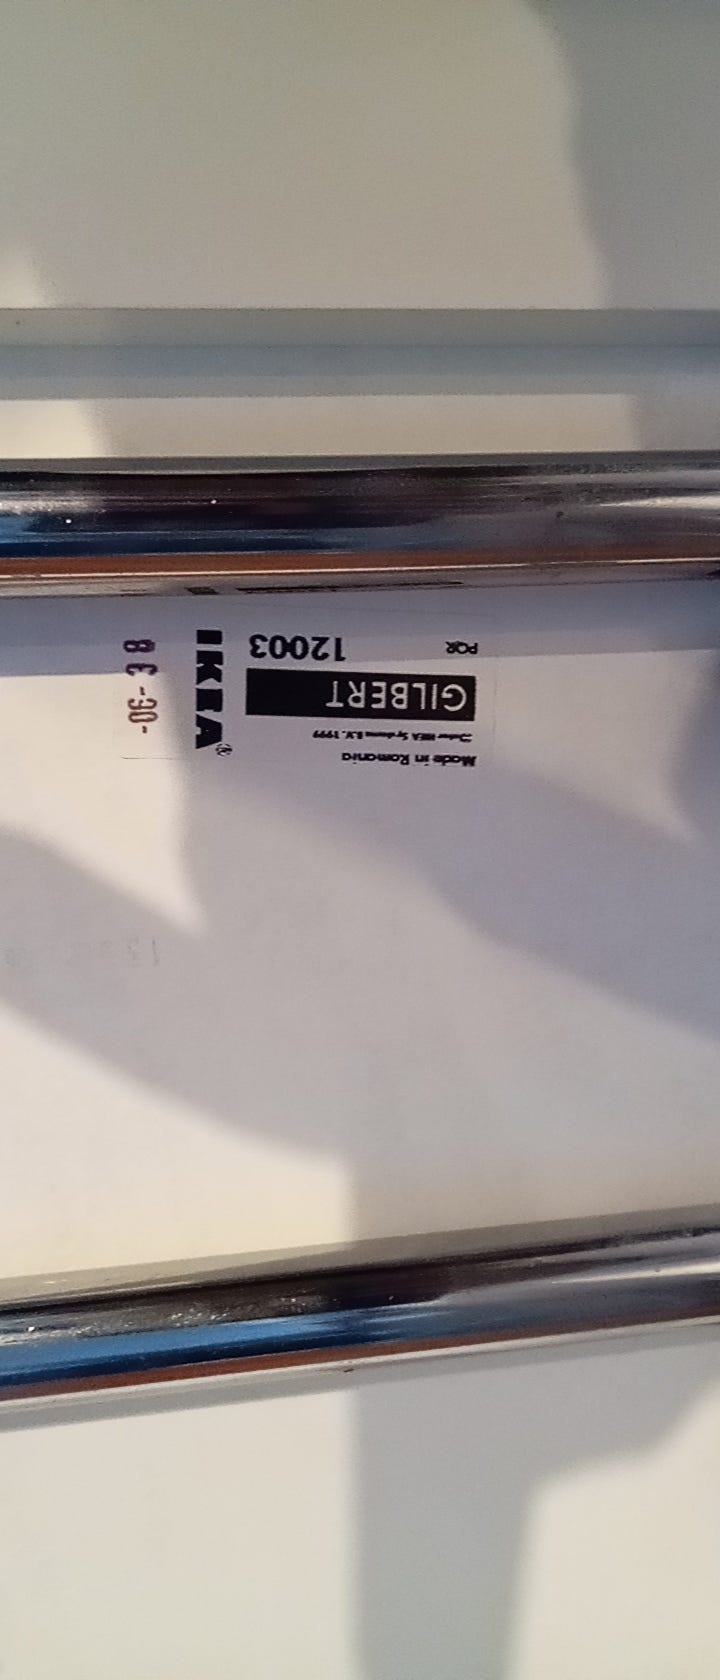 Made in Romania
Inter IKEA Systems B.V. 1999
GILBERT
PQR 12003
IKEA®